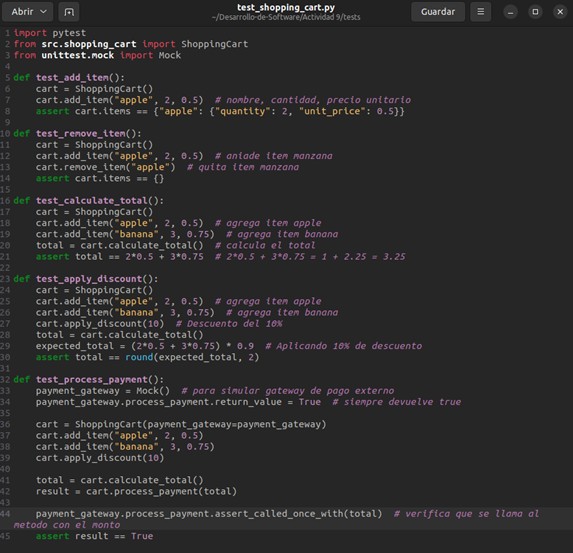 Abrir
test_shopping_cart.py
~/Desarrollo-de-Software/Actividad 9/tests
Guardar
1 import pytest
2 from src.shopping_cart import ShoppingCart
3 from unittest.mock import Mock
4
5 def test_add_item():
6     cart = ShoppingCart()
7     cart.add_item("apple", 2, 0.5)  # nombre, cantidad, precio unitario
8     assert cart.items == {"apple": {"quantity": 2, "unit_price": 0.5}}
9
10 def test_remove_item():
11     cart = ShoppingCart()
12     cart.add_item("apple", 2, 0.5)  # aniade item manzana
13     cart.remove_item("apple")  # quita item manzana
14     assert cart.items == {}
15
16 def test_calculate_total():
17     cart = ShoppingCart()
18     cart.add_item("apple", 2, 0.5)  # agrega item apple
19     cart.add_item("banana", 3, 0.75)  # agrega item banana
20     total = cart.calculate_total()  # calcula el total
21     assert total == 2*0.5 + 3*0.75  # 2*0.5 + 3*0.75 = 1 + 2.25 = 3.25
22
23 def test_apply_discount():
24     cart = ShoppingCart()
25     cart.add_item("apple", 2, 0.5)  # agrega item apple
26     cart.add_item("banana", 3, 0.75)  # agrega item banana
27     cart.apply_discount(10)  # Descuento del 10%
28     total = cart.calculate_total()
29     expected_total = (2*0.5 + 3*0.75) * 0.9  # Aplicando 10% de descuento
30     assert total == round(expected_total, 2)
31
32 def test_process_payment():
33     payment_gateway = Mock()  # para simular gateway de pago externo
34     payment_gateway.process_payment.return_value = True  # siempre devuelve true
35
36     cart = ShoppingCart(payment_gateway=payment_gateway)
37     cart.add_item("apple", 2, 0.5)
38     cart.add_item("banana", 3, 0.75)
39     cart.apply_discount(10)
40
41     total = cart.calculate_total()
42     result = cart.process_payment(total)
43
44     payment_gateway.process_payment.assert_called_once_with(total)  # verifica que se llama al
metodo con el monto
45     assert result == True